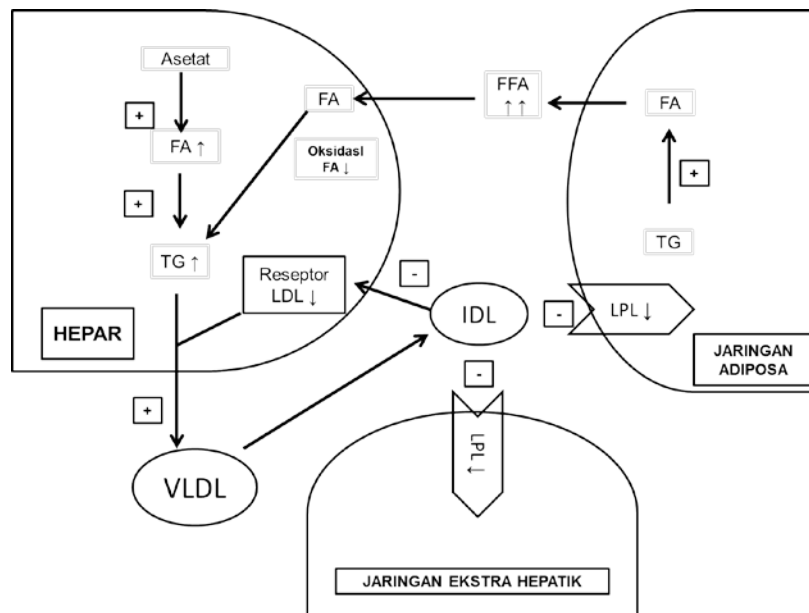 Asetat
+
FA ↑
+
TG ↑
FA
Oksidasi
FA ↓
FFA
↑ ↑
FA
+
TG
Reseptor
LDL ↓
-
IDL
-
LPL ↓
HEPAR
JARINGAN
ADIPOSA
-
+
VLDL
LPL ↓
JARINGAN EKSTRA HEPATIK